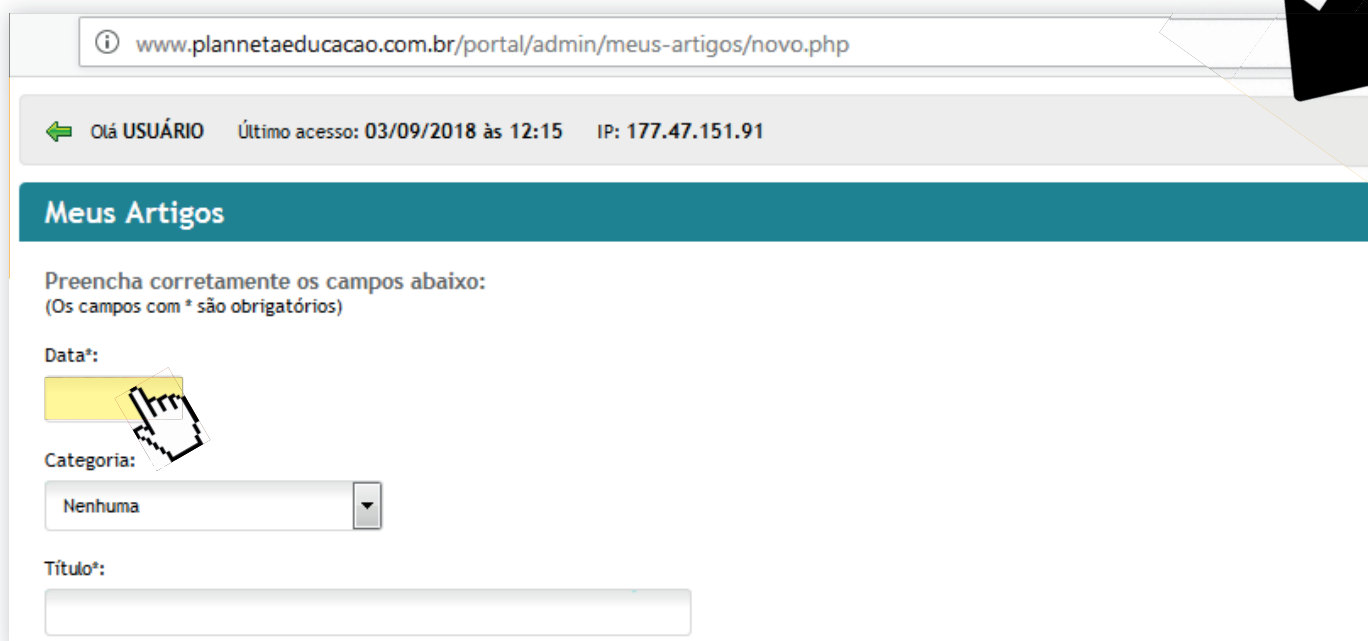 www.plannetaeducacao.com.br/portal/admin/meus-artigos/novo.php
Olá USUÁRIO Último acesso: 03/09/2018 às 12:15 IP: 177.47.151.91
Meus Artigos
Preencha corretamente os campos abaixo:
(Os campos com * são obrigatórios)
Data*:
Categoria:
Nenhuma
Título*: